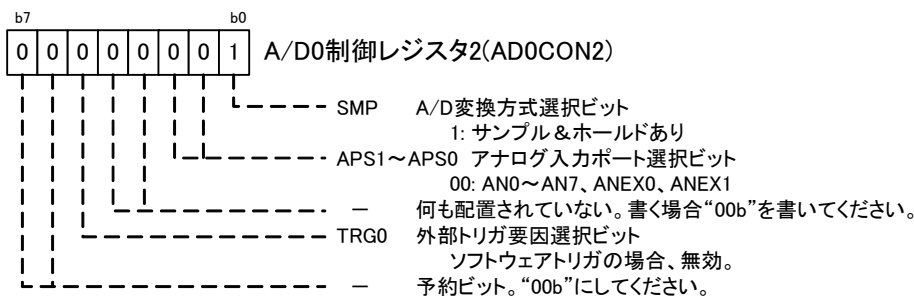 b7 b0
0 0 0 0 0 0 0 1 A/D0制御レジスタ2(AD0CON2)
SMP A/D変換方式選択ビット
1: サンプル&ホールドあり
APS1~APS0 アナログ入力ポート選択ビット
00: AN0~AN7、ANEX0、ANEX1
― 何も配置されていない。書く場合“00b”を書いてください。
TRG0 外部トリガ要因選択ビット
ソフトウェアトリガの場合、無効。
― 予約ビット。“00b”にしてください。